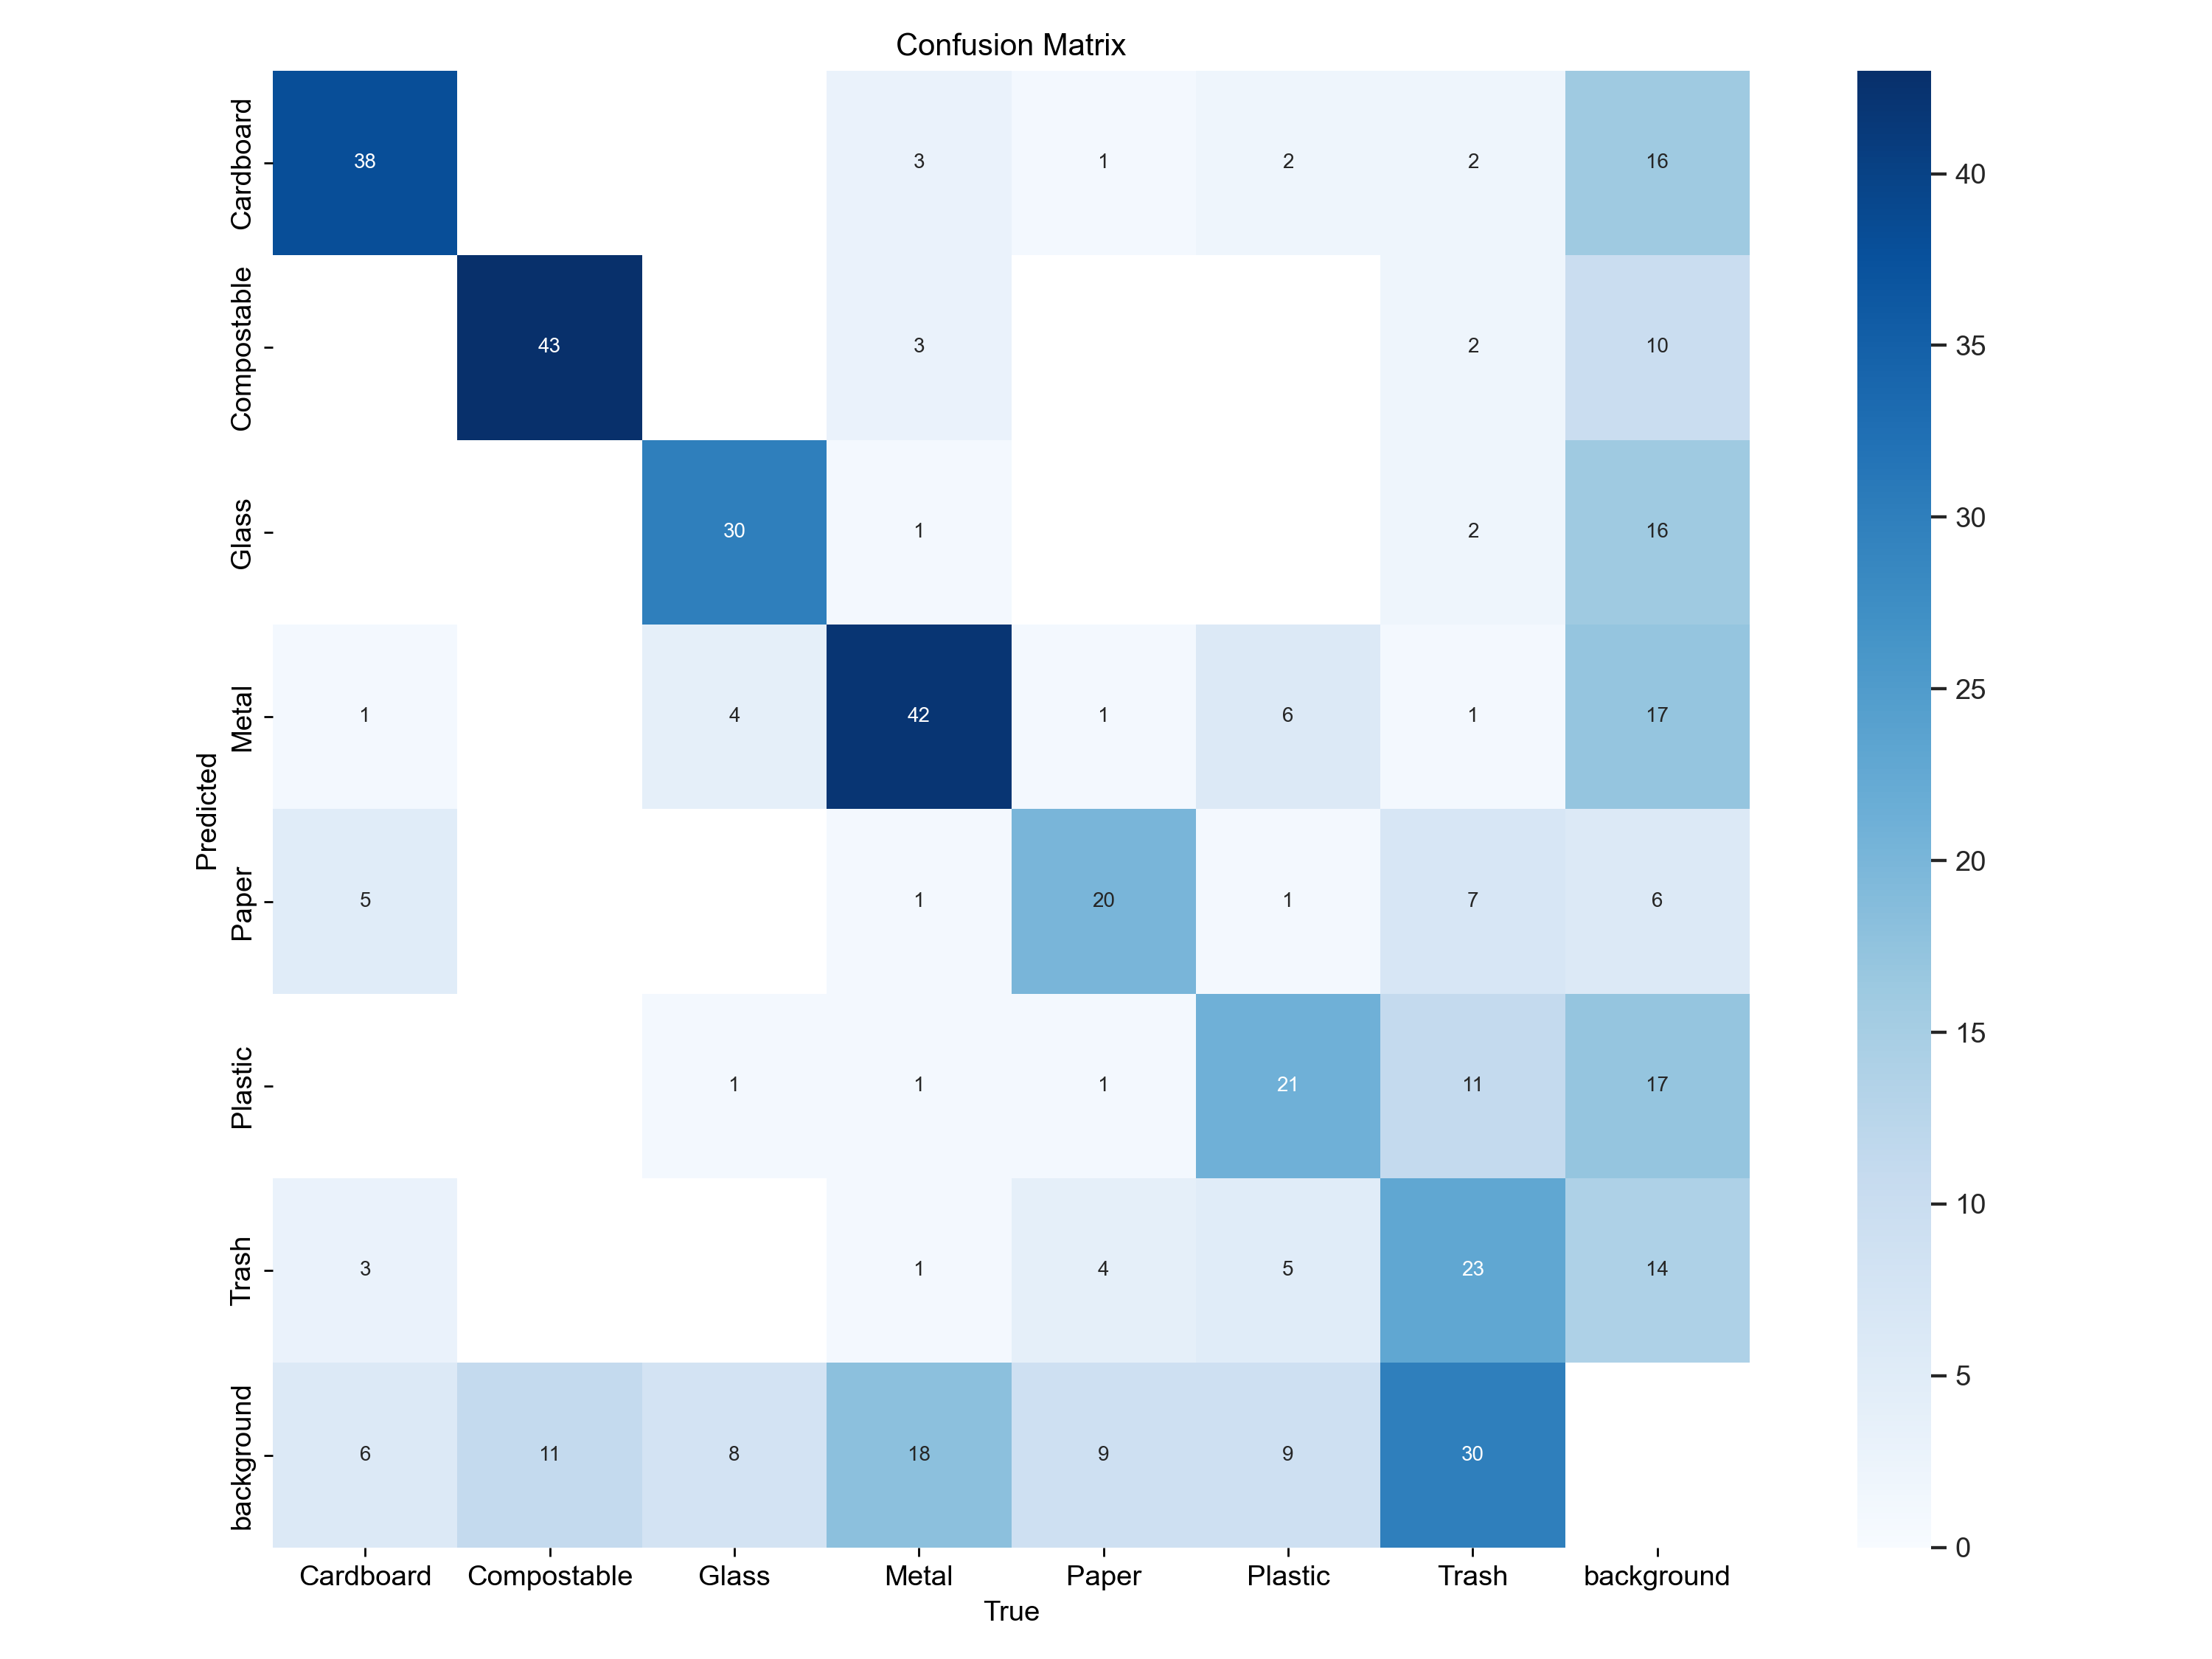 Confusion Matrix
Cardboard 38 3 1 2 2 16
Compostable 43 3 2 10
Glass 30 1 2 16
Metal 1 4 42 1 6 1 17
Paper 5 1 20 1 7 6
Plastic 1 1 1 21 11 17
Trash 3 1 4 5 23 14
background 6 11 8 18 9 9 30
Cardboard Compostable Glass Metal Paper Plastic Trash background
True
Predicted
40
35
30
25
20
15
10
5
0